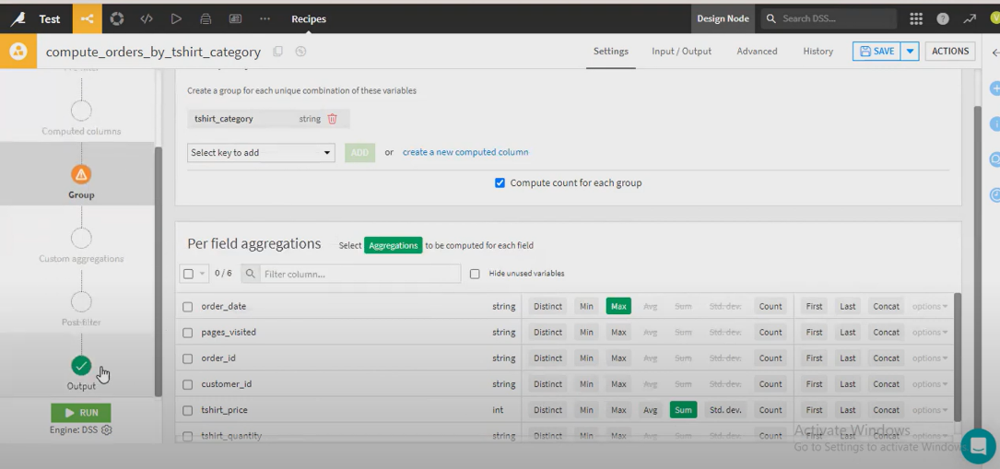 Test
Recipes
Design Node
Search DSS...
compute_orders_by_tshirt_category
Settings
Input / Output
Advanced
History
SAVE
ACTIONS
Create a group for each unique combination of these variables
tshirt_category string
Select key to add ADD or create a new computed column
Compute count for each group
Computed columns
Group
Custom aggregations
Post-filter
Output
RUN
Engine: DSS
Per field aggregations Select Aggregations to be computed for each field
0 / 6 Filter column... Hide unused variables
order_date string Distinct Min Max Avg Sum Std. dev. Count First Last Concat options
pages_visited string Distinct Min Max Avg Sum Std. dev. Count First Last Concat options
order_id string Distinct Min Max Avg Sum Std. dev. Count First Last Concat options
customer_id string Distinct Min Max Avg Sum Std. dev. Count First Last Concat options
tshirt_price int Distinct Min Max Avg Sum Std. dev. Count First Last Concat options
tshirt_quantity string Distinct Min Max Avg Sum Std. dev. Count First Last Concat options
Activate Windows
Go to Settings to activate Windows